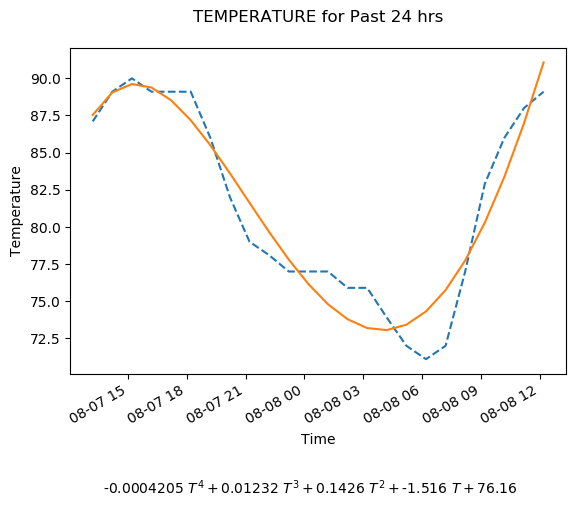 TEMPERATURE for Past 24 hrs
Temperature
90.0
87.5
85.0
82.5
80.0
77.5
75.0
72.5
08-07 15 08-07 18 08-07 21 08-08 00 08-08 03 08-08 06 08-08 09 08-08 12
Time
-0.0004205 T⁴ + 0.01232 T³ + 0.1426 T² + -1.516 T + 76.16